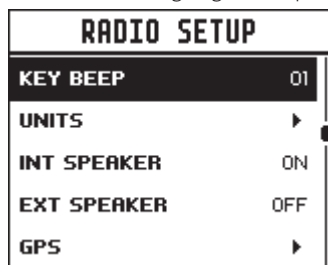 RADIO SETUP
KEY BEEP 01
UNITS ▶
INT SPEAKER ON
EXT SPEAKER OFF
GPS ▶